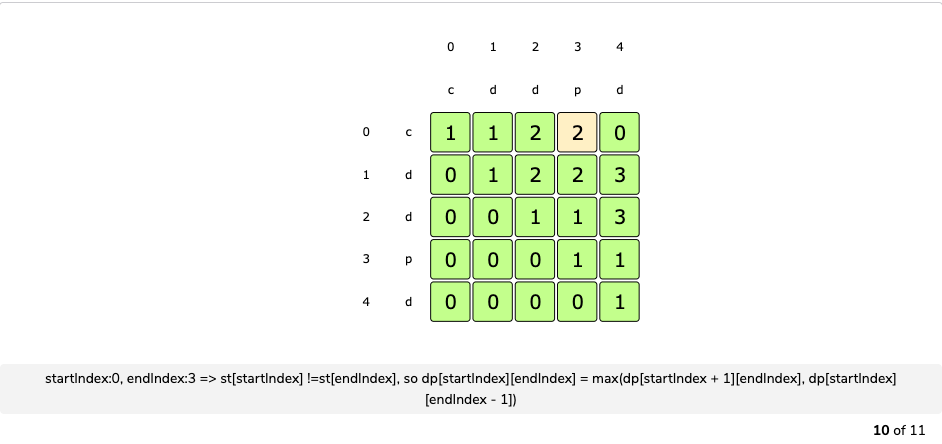 0 1 2 3 4
c d d p d
0 c 1 1 2 2 0
1 d 0 1 2 2 3
2 d 0 0 1 1 3
3 p 0 0 0 1 1
4 d 0 0 0 0 1
startIndex:0, endIndex:3 => st[startIndex] !=st[endIndex], so dp[startIndex][endIndex] = max(dp[startIndex + 1][endIndex], dp[startIndex]
[endIndex - 1])
10 of 11